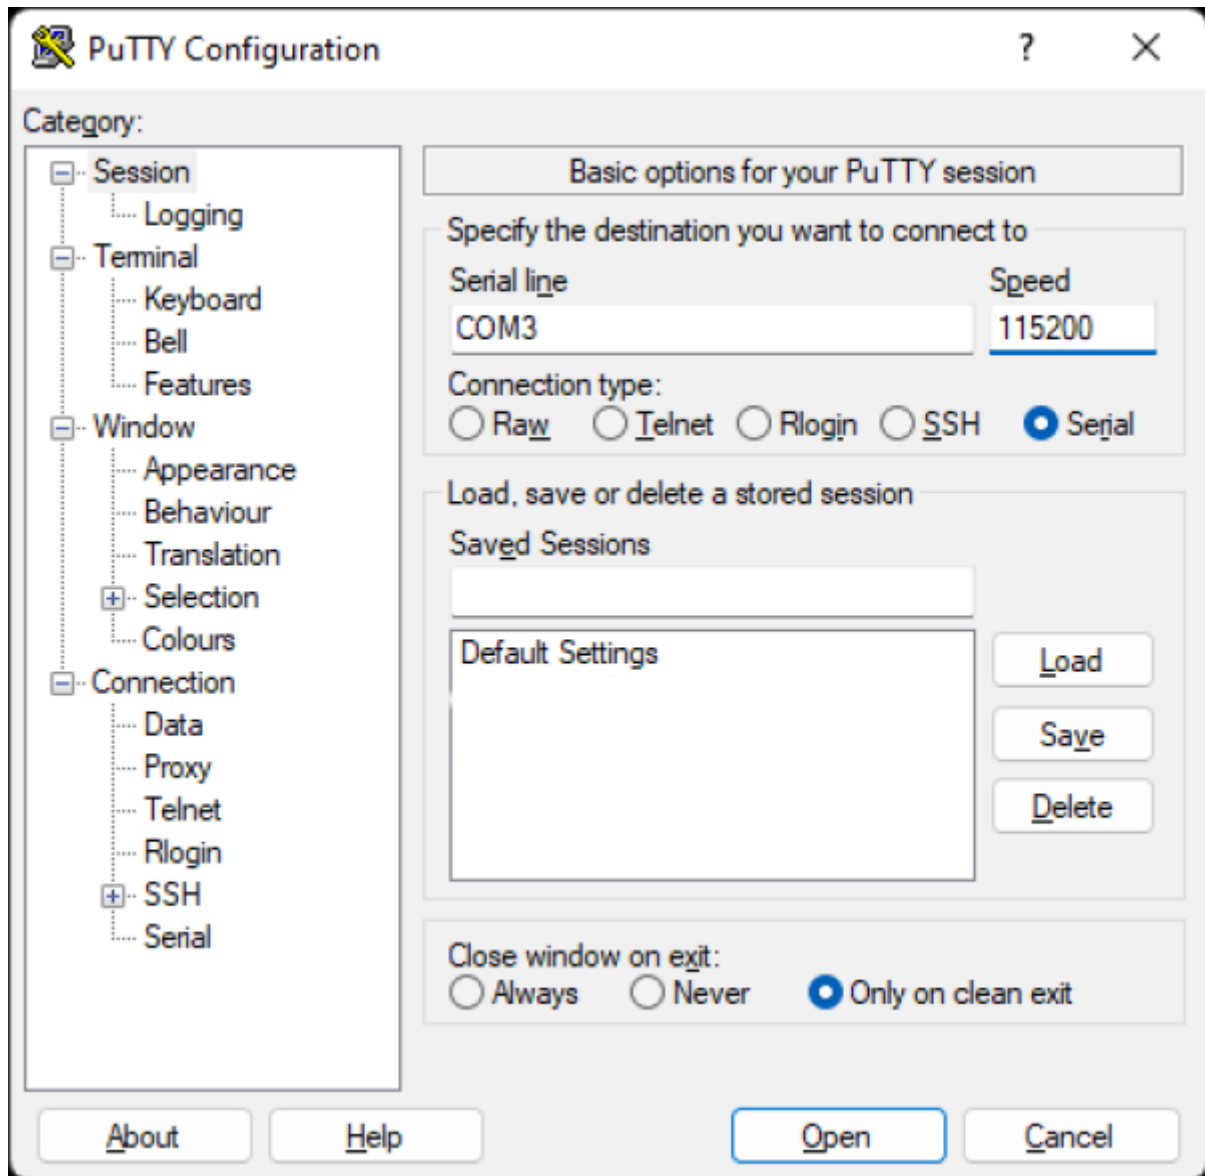 PuTTY Configuration
?
Category:
Session
Logging
Terminal
Keyboard
Bell
Features
Window
Appearance
Behaviour
Translation
Selection
Colours
Connection
Data
Proxy
Telnet
Rlogin
SSH
Serial
Basic options for your PuTTY session
Specify the destination you want to connect to
Serial line Speed
COM3 115200
Connection type:
Raw Telnet Rlogin SSH Serial
Load, save or delete a stored session
Saved Sessions
Default Settings
Load
Save
Delete
Close window on exit:
Always Never Only on clean exit
About Help Open Cancel